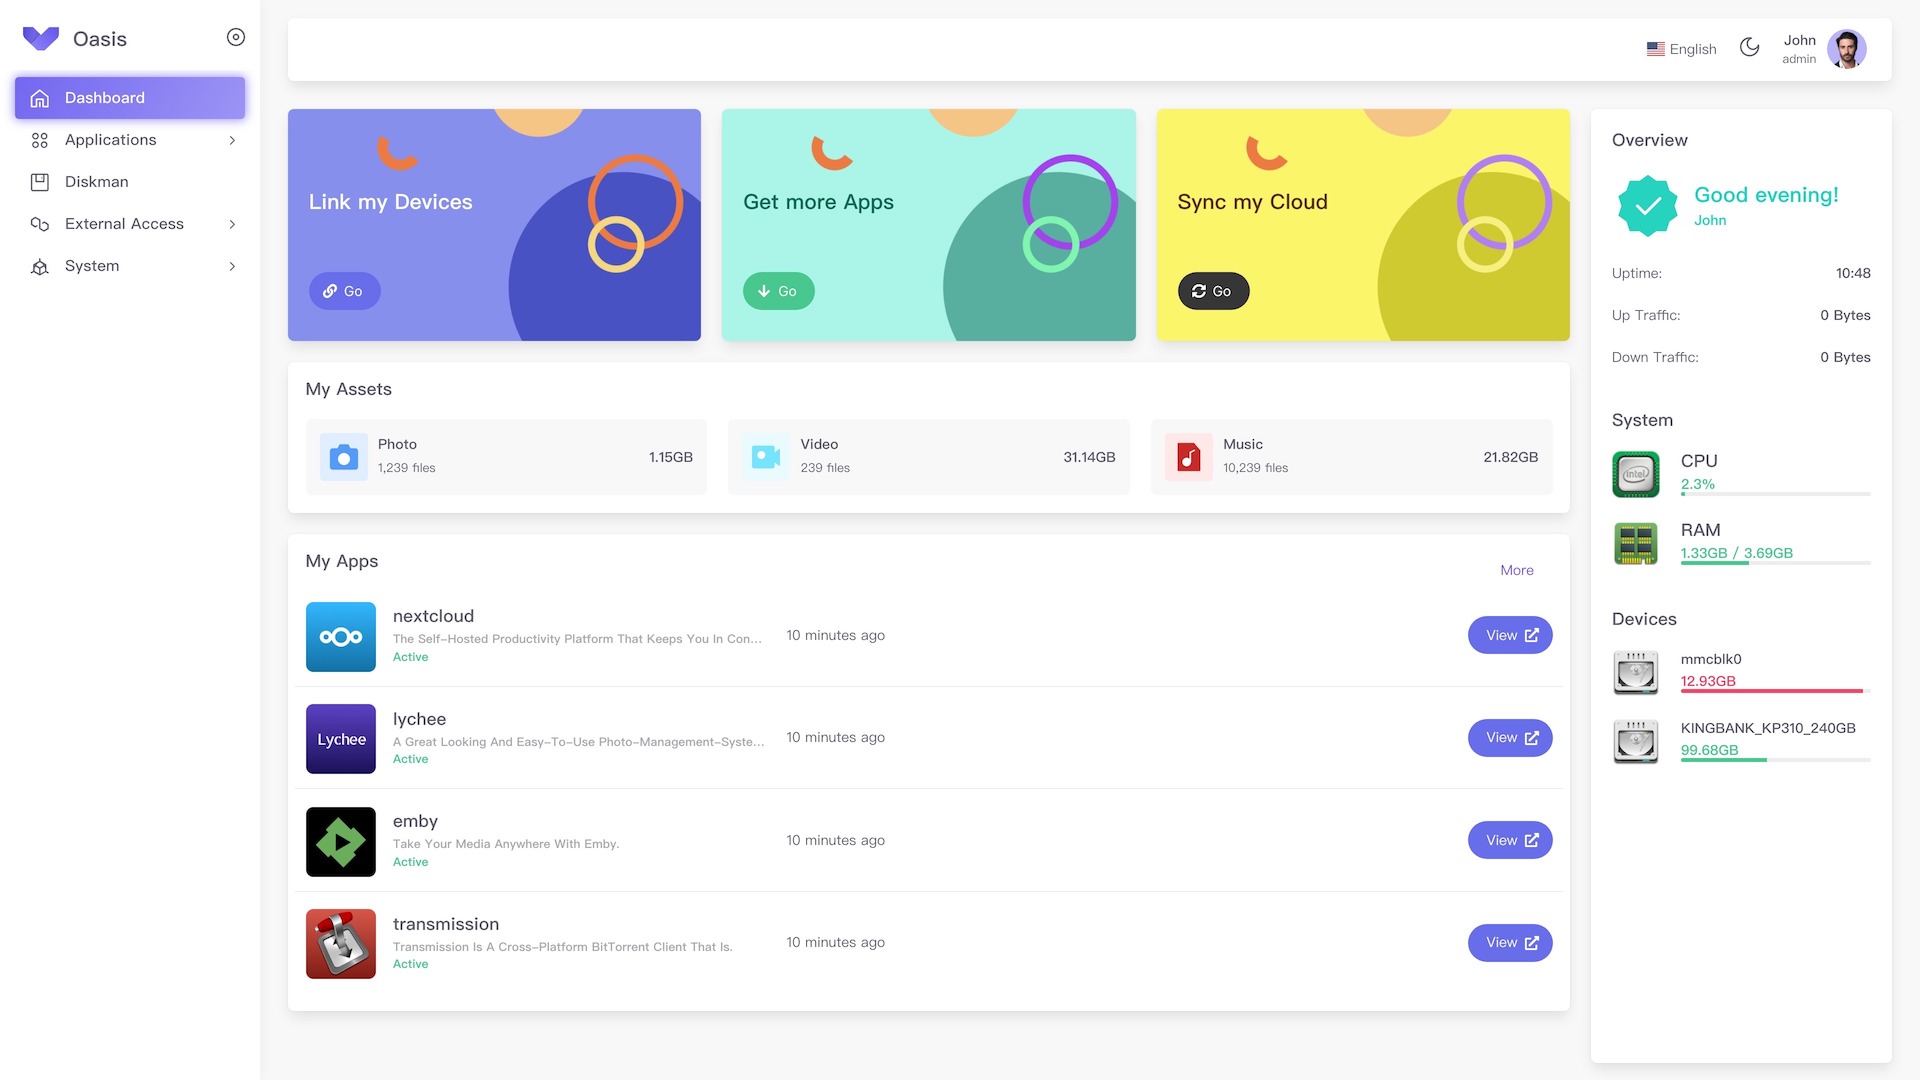 Oasis
Dashboard
Applications
Diskman
External Access
System
English
John
admin
Link my Devices
Go
Get more Apps
Go
Sync my Cloud
Go
My Assets
Photo
1,239 files
1.15GB
Video
239 files
31.14GB
Music
10,239 files
21.82GB
My Apps
More
nextcloud
The Self-Hosted Productivity Platform That Keeps You In Con...
Active
10 minutes ago
View
Lychee
lychee
A Great Looking And Easy-To-Use Photo-Management-Syste...
Active
10 minutes ago
View
emby
Take Your Media Anywhere With Emby.
Active
10 minutes ago
View
transmission
Transmission Is A Cross-Platform BitTorrent Client That Is.
Active
10 minutes ago
View
Overview
Good evening!
John
Uptime: 10:48
Up Traffic: 0 Bytes
Down Traffic: 0 Bytes
System
intel
CPU
2.3%
RAM
1.33GB / 3.69GB
Devices
mmcblk0
12.93GB
KINGBANK_KP310_240GB
99.68GB